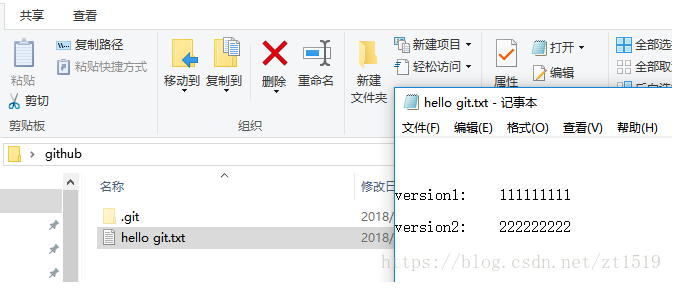 共享 查看
粘贴
复制路径
粘贴快捷方式
剪切
剪贴板
移动到 复制到
删除 重命名
组织
新建
文件夹
新建项目
轻松访问
属性
打开
编辑
全部选
全部取
github
名称
修改日
.git
2018/
hello git.txt
2018/
hello git.txt - 记事本
文件(F) 编辑(E) 格式(O) 查看(V) 帮助(H)
version1: 111111111
version2: 222222222
https://blog.csdn.net/zt1519